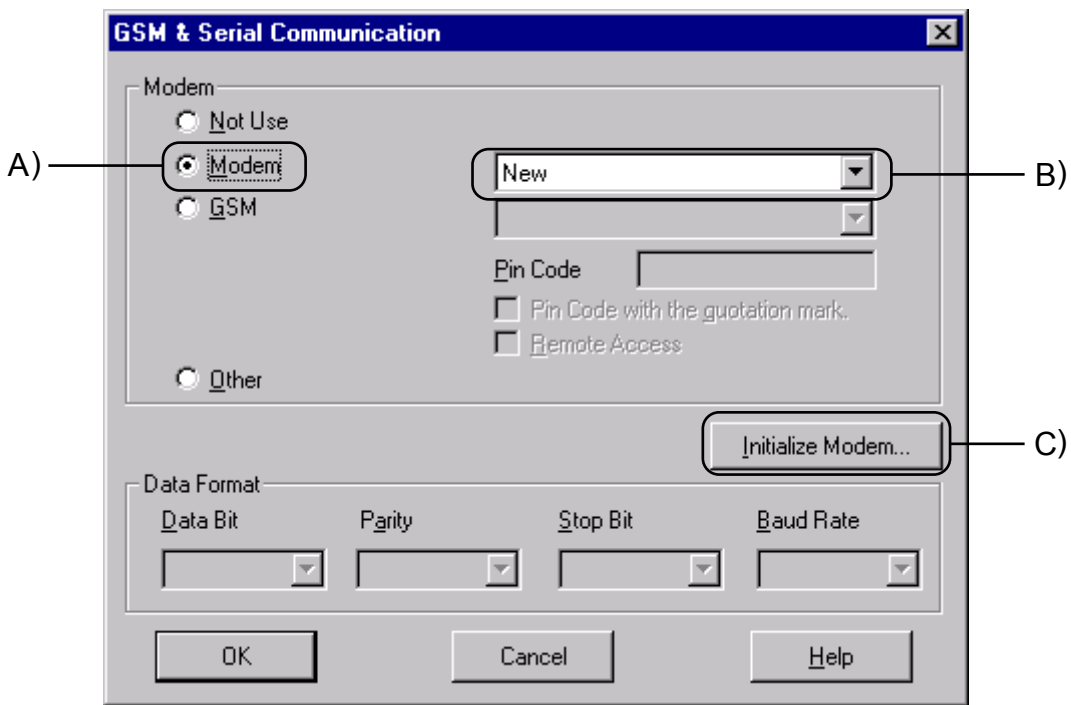 GSM & Serial Communication
Modem
Not Use
A)
Modem
New
B)
GSM
Pin Code
Pin Code with the quotation mark.
Remote Access
Other
Initialize Modem...
C)
Data Format
Data Bit Parity Stop Bit Baud Rate
OK Cancel Help